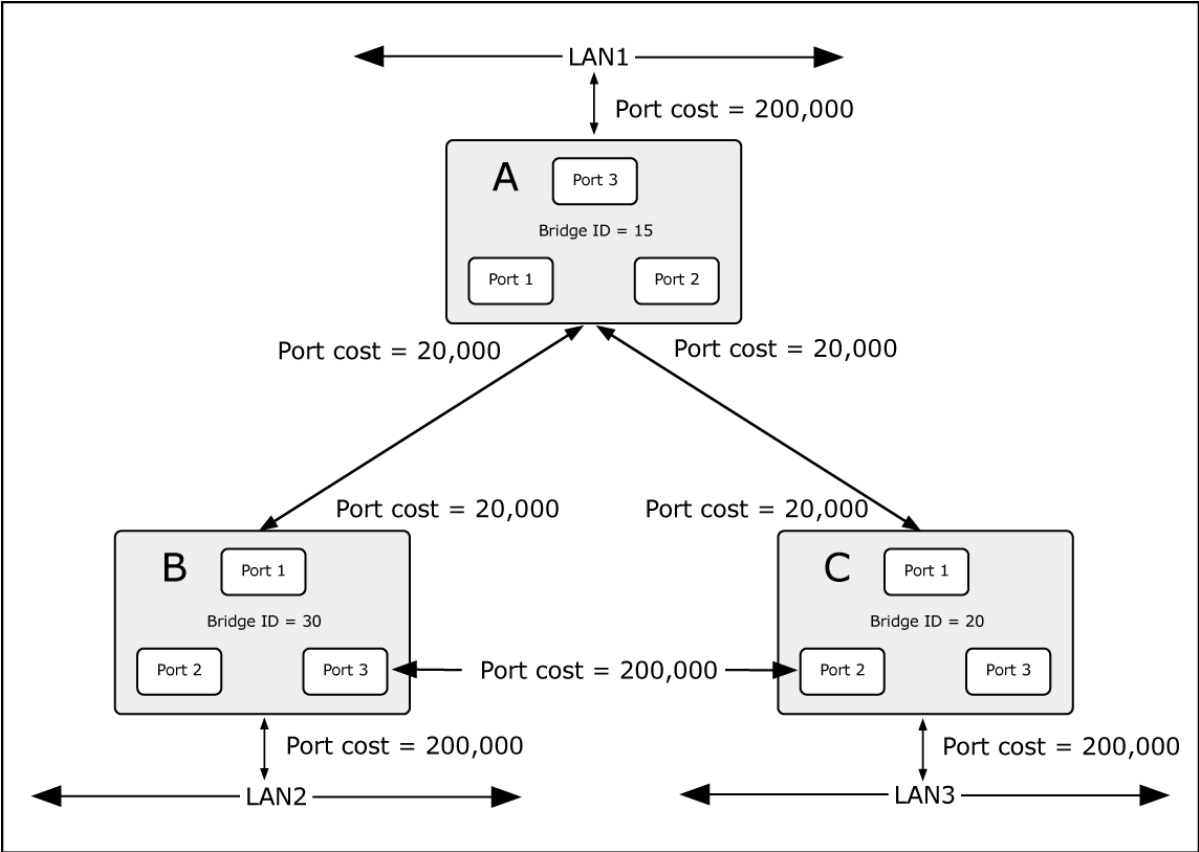 LAN1
Port cost = 200,000
A
Port 3
Bridge ID = 15
Port 1
Port 2
Port cost = 20,000
Port cost = 20,000
Port cost = 20,000
Port cost = 20,000
B
Port 1
Bridge ID = 30
Port 2
Port 3
Port cost = 200,000
C
Port 1
Bridge ID = 20
Port 2
Port 3
Port cost = 200,000
LAN2
Port cost = 200,000
LAN3